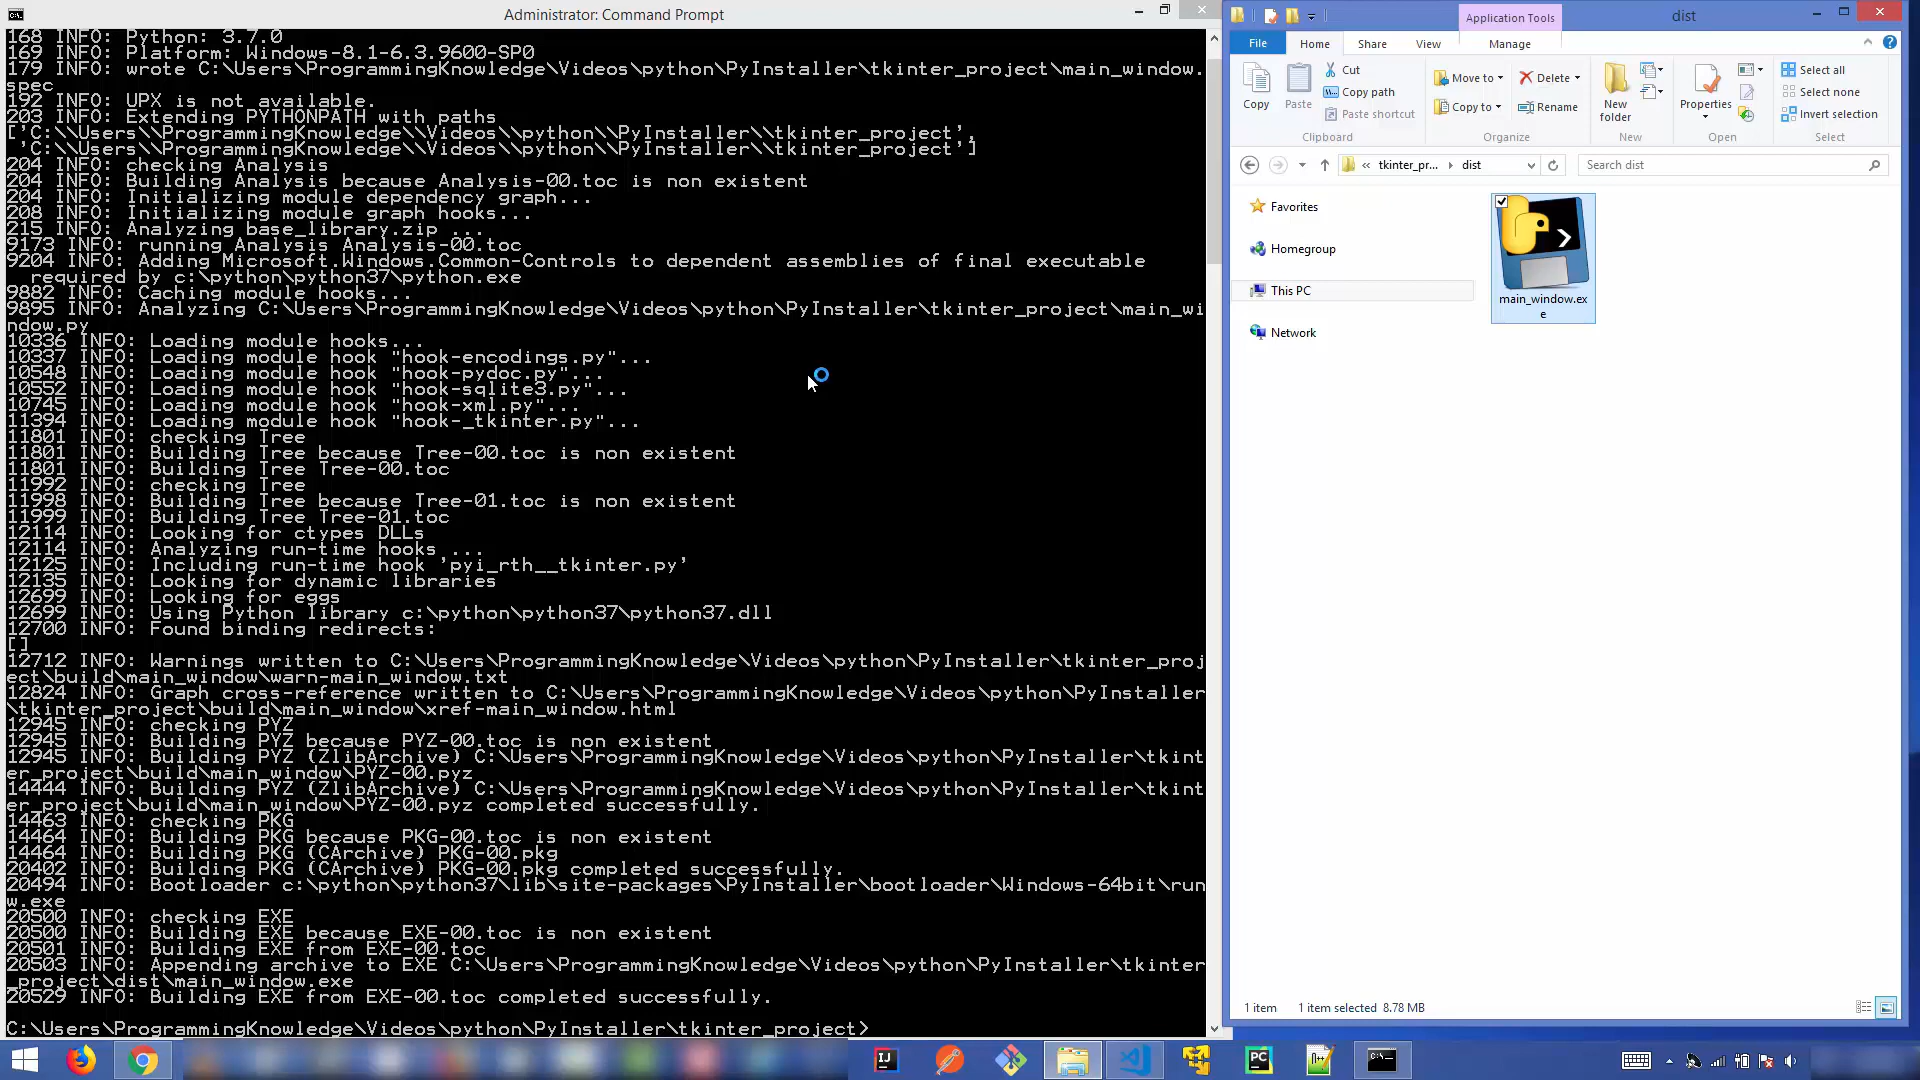 Administrator: Command Prompt
168 INFO: Python: 3.7.0
169 INFO: Platform: Windows-8.1-6.3.9600-SP0
179 INFO: wrote C:\Users\ProgrammingKnowledge\Videos\python\PyInstaller\tkinter_project\main_window.
spec
192 INFO: UPX is not available.
203 INFO: Extending PYTHONPATH with paths
['C:\\Users\\ProgrammingKnowledge\\Videos\\python\\PyInstaller\\tkinter_project',
'C:\\Users\\ProgrammingKnowledge\\Videos\\python\\PyInstaller\\tkinter_project']
204 INFO: checking Analysis
204 INFO: Building Analysis because Analysis-00.toc is non existent
204 INFO: Initializing module dependency graph...
208 INFO: Initializing module graph hooks...
215 INFO: Analyzing base_library.zip ...
9173 INFO: running Analysis Analysis-00.toc
9204 INFO: Adding Microsoft.Windows.Common-Controls to dependent assemblies of final executable
required by c:\python\python37\python.exe
9882 INFO: Caching module hooks...
9895 INFO: Analyzing C:\Users\ProgrammingKnowledge\Videos\python\PyInstaller\tkinter_project\main_wi
ndow.py
10336 INFO: Loading module hooks...
10337 INFO: Loading module hook "hook-encodings.py"...
10548 INFO: Loading module hook "hook-pydoc.py"...
10552 INFO: Loading module hook "hook-sqlite3.py"...
10745 INFO: Loading module hook "hook-xml.py"...
11394 INFO: Loading module hook "hook-_tkinter.py"...
11801 INFO: checking Tree
11801 INFO: Building Tree because Tree-00.toc is non existent
11801 INFO: Building Tree Tree-00.toc
11992 INFO: checking Tree
11998 INFO: Building Tree because Tree-01.toc is non existent
11999 INFO: Building Tree Tree-01.toc
12114 INFO: Looking for ctypes DLLs
12114 INFO: Analyzing run-time hooks ...
12125 INFO: Including run-time hook 'pyi_rth__tkinter.py'
12135 INFO: Looking for dynamic libraries
12699 INFO: Looking for eggs
12699 INFO: Using Python library c:\python\python37\python37.dll
12700 INFO: Found binding redirects:
[]
12712 INFO: Warnings written to C:\Users\ProgrammingKnowledge\Videos\python\PyInstaller\tkinter_proj
ect\build\main_window\warn-main_window.txt
12824 INFO: Graph cross-reference written to C:\Users\ProgrammingKnowledge\Videos\python\PyInstaller
\tkinter_project\build\main_window\xref-main_window.html
12945 INFO: checking PYZ
12945 INFO: Building PYZ because PYZ-00.toc is non existent
12945 INFO: Building PYZ (ZlibArchive) C:\Users\ProgrammingKnowledge\Videos\python\PyInstaller\tkint
er_project\build\main_window\PYZ-00.pyz
14444 INFO: Building PYZ (ZlibArchive) C:\Users\ProgrammingKnowledge\Videos\python\PyInstaller\tkint
er_project\build\main_window\PYZ-00.pyz completed successfully.
14463 INFO: checking PKG
14464 INFO: Building PKG because PKG-00.toc is non existent
14464 INFO: Building PKG (CArchive) PKG-00.pkg
20402 INFO: Building PKG (CArchive) PKG-00.pkg completed successfully.
20494 INFO: Bootloader c:\python\python37\lib\site-packages\PyInstaller\bootloader\Windows-64bit\run
w.exe
20500 INFO: checking EXE
20500 INFO: Building EXE because EXE-00.toc is non existent
20501 INFO: Building EXE from EXE-00.toc
20503 INFO: Appending archive to EXE C:\Users\ProgrammingKnowledge\Videos\python\PyInstaller\tkinter
_project\dist\main_window.exe
20529 INFO: Building EXE from EXE-00.toc completed successfully.
C:\Users\ProgrammingKnowledge\Videos\python\PyInstaller\tkinter_project>
Application Tools
dist
File
Home
Share
View
Manage
Copy
Paste
Cut
Copy path
Paste shortcut
Clipboard
Move to
Copy to
Delete
Rename
Organize
New
folder
New
Properties
Open
Select all
Select none
Invert selection
Select
« tkinter_pr...
dist
Search dist
Favorites
Homegroup
This PC
Network
main_window.ex
e
1 item
1 item selected 8.78 MB
IJ
PC